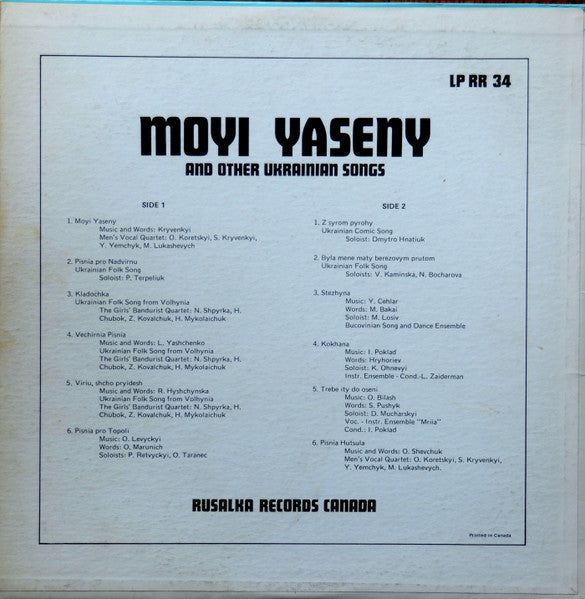 LP RR 34
MOYI YASENY
AND OTHER UKRAINIAN SONGS
SIDE 1
1. Moyi Yaseny
Music and Words: Kryvenkyi
Men's Vocal Quartet: O. Koretskyi, S. Kryvenkyi,
Y. Yemchyk, M. Lukashevych
2. Pisnia pro Nadvirnu
Ukrainian Folk Song
Soloist: P. Terpeliuk
3. Kladochka
Ukrainian Folk Song from Volhynia
The Girls' Bandurist Quartet: N. Shpyrka, H.
Chubok, Z. Kovalchuk, H. Mykolaichuk
4. Vechirnia Pisnia
Music and Words: L. Yashchenko
Ukrainian Folk Song from Volhynia
The Girls' Bandurist Quartet: N. Shpyrka, H.
Chubok, Z. Kovalchuk, H. Mykolaichuk
5. Viriu, shcho pryidesh
Music and Words: R. Hyshchynska
Ukrainian Folk Song from Volhynia
The Girls' Bandurist Quartet: N. Shpyrka, H.
Chubok, Z. Kovalchuk, H. Mykolaichuk
6. Pisnia pro Topoli
Music: O. Levyckyi
Words: O. Marunich
Soloists: P. Retvyckyi, O. Taranec
SIDE 2
1. Z syrom pyrohy
Ukrainian Comic Song
Soloist: Dmytro Hnatiuk
2. Byla mene maty berezovym prutom
Ukrainian Folk Song
Soloists: V. Kaminska, N. Bocharova
3. Stezhyna
Music: Y. Cehlar
Words: M. Bakai
Soloist: M. Losiv
Bucovinian Song and Dance Ensemble
4. Kokhana
Music: I. Poklad
Words: Hryhoriev
Soloist: K. Ohnevyi
Instr. Ensemble - Cond.-L. Zaiderman
5. Trebe ity do oseni
Music: O. Bilash
Words: S. Pushyk
Soloist: D. Mucharskyi
Voc. - Instr. Ensemble "Mriia"
Cond.: I. Poklad
6. Pisnia Hutsula
Music and Words: O. Shevchuk
Men's Vocal Quartet: O. Koretskyi, S. Kryvenkyi,
Y. Yemchyk, M. Lukashevych.
RUSALKA RECORDS CANADA
Printed in Canada